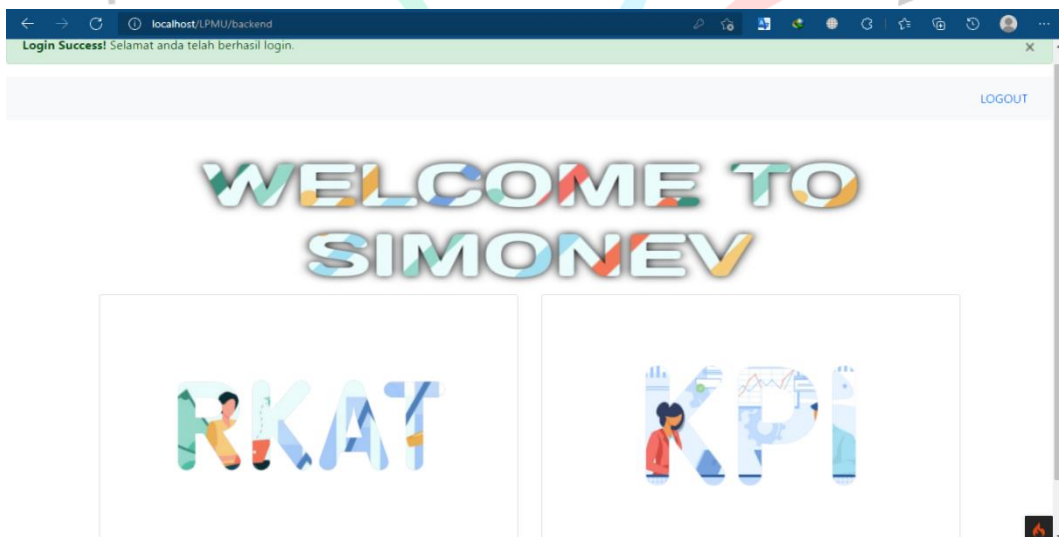 localhost/LPMU/backend
Login Success! Selamat anda telah berhasil login.
LOGOUT
WELCOME TO
SIMONEV
RKAT
KPi